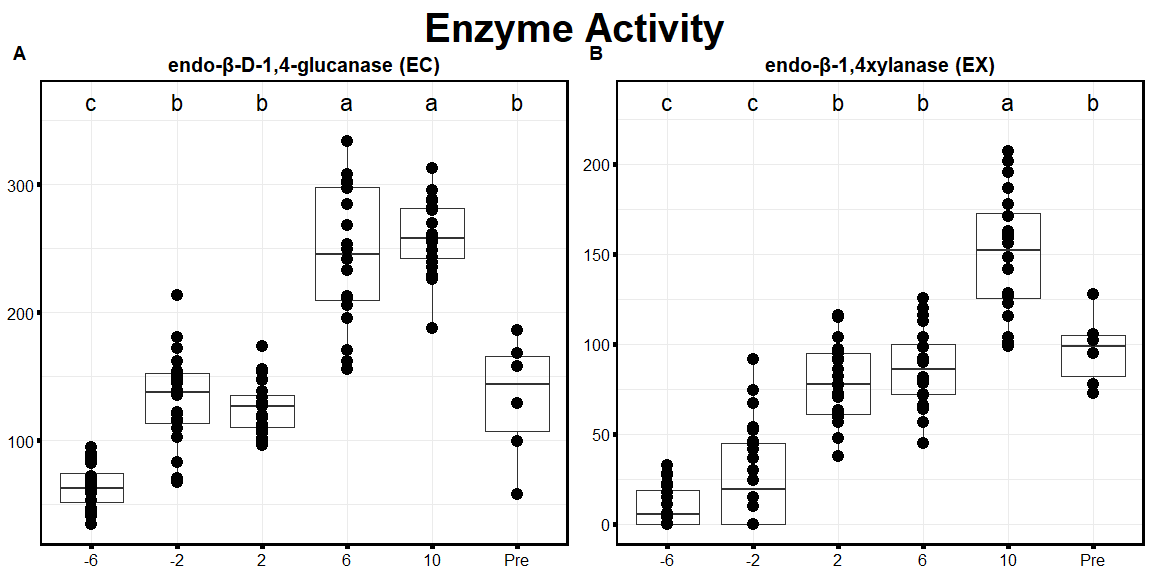 Enzyme Activity
A
endo-β-D-1,4-glucanase (EC)
c b b a a b
300
200
100
-6 -2 2 6 10 Pre
B
endo-β-1,4xylanase (EX)
c c b b a b
200
150
100
50
0
-6 -2 2 6 10 Pre